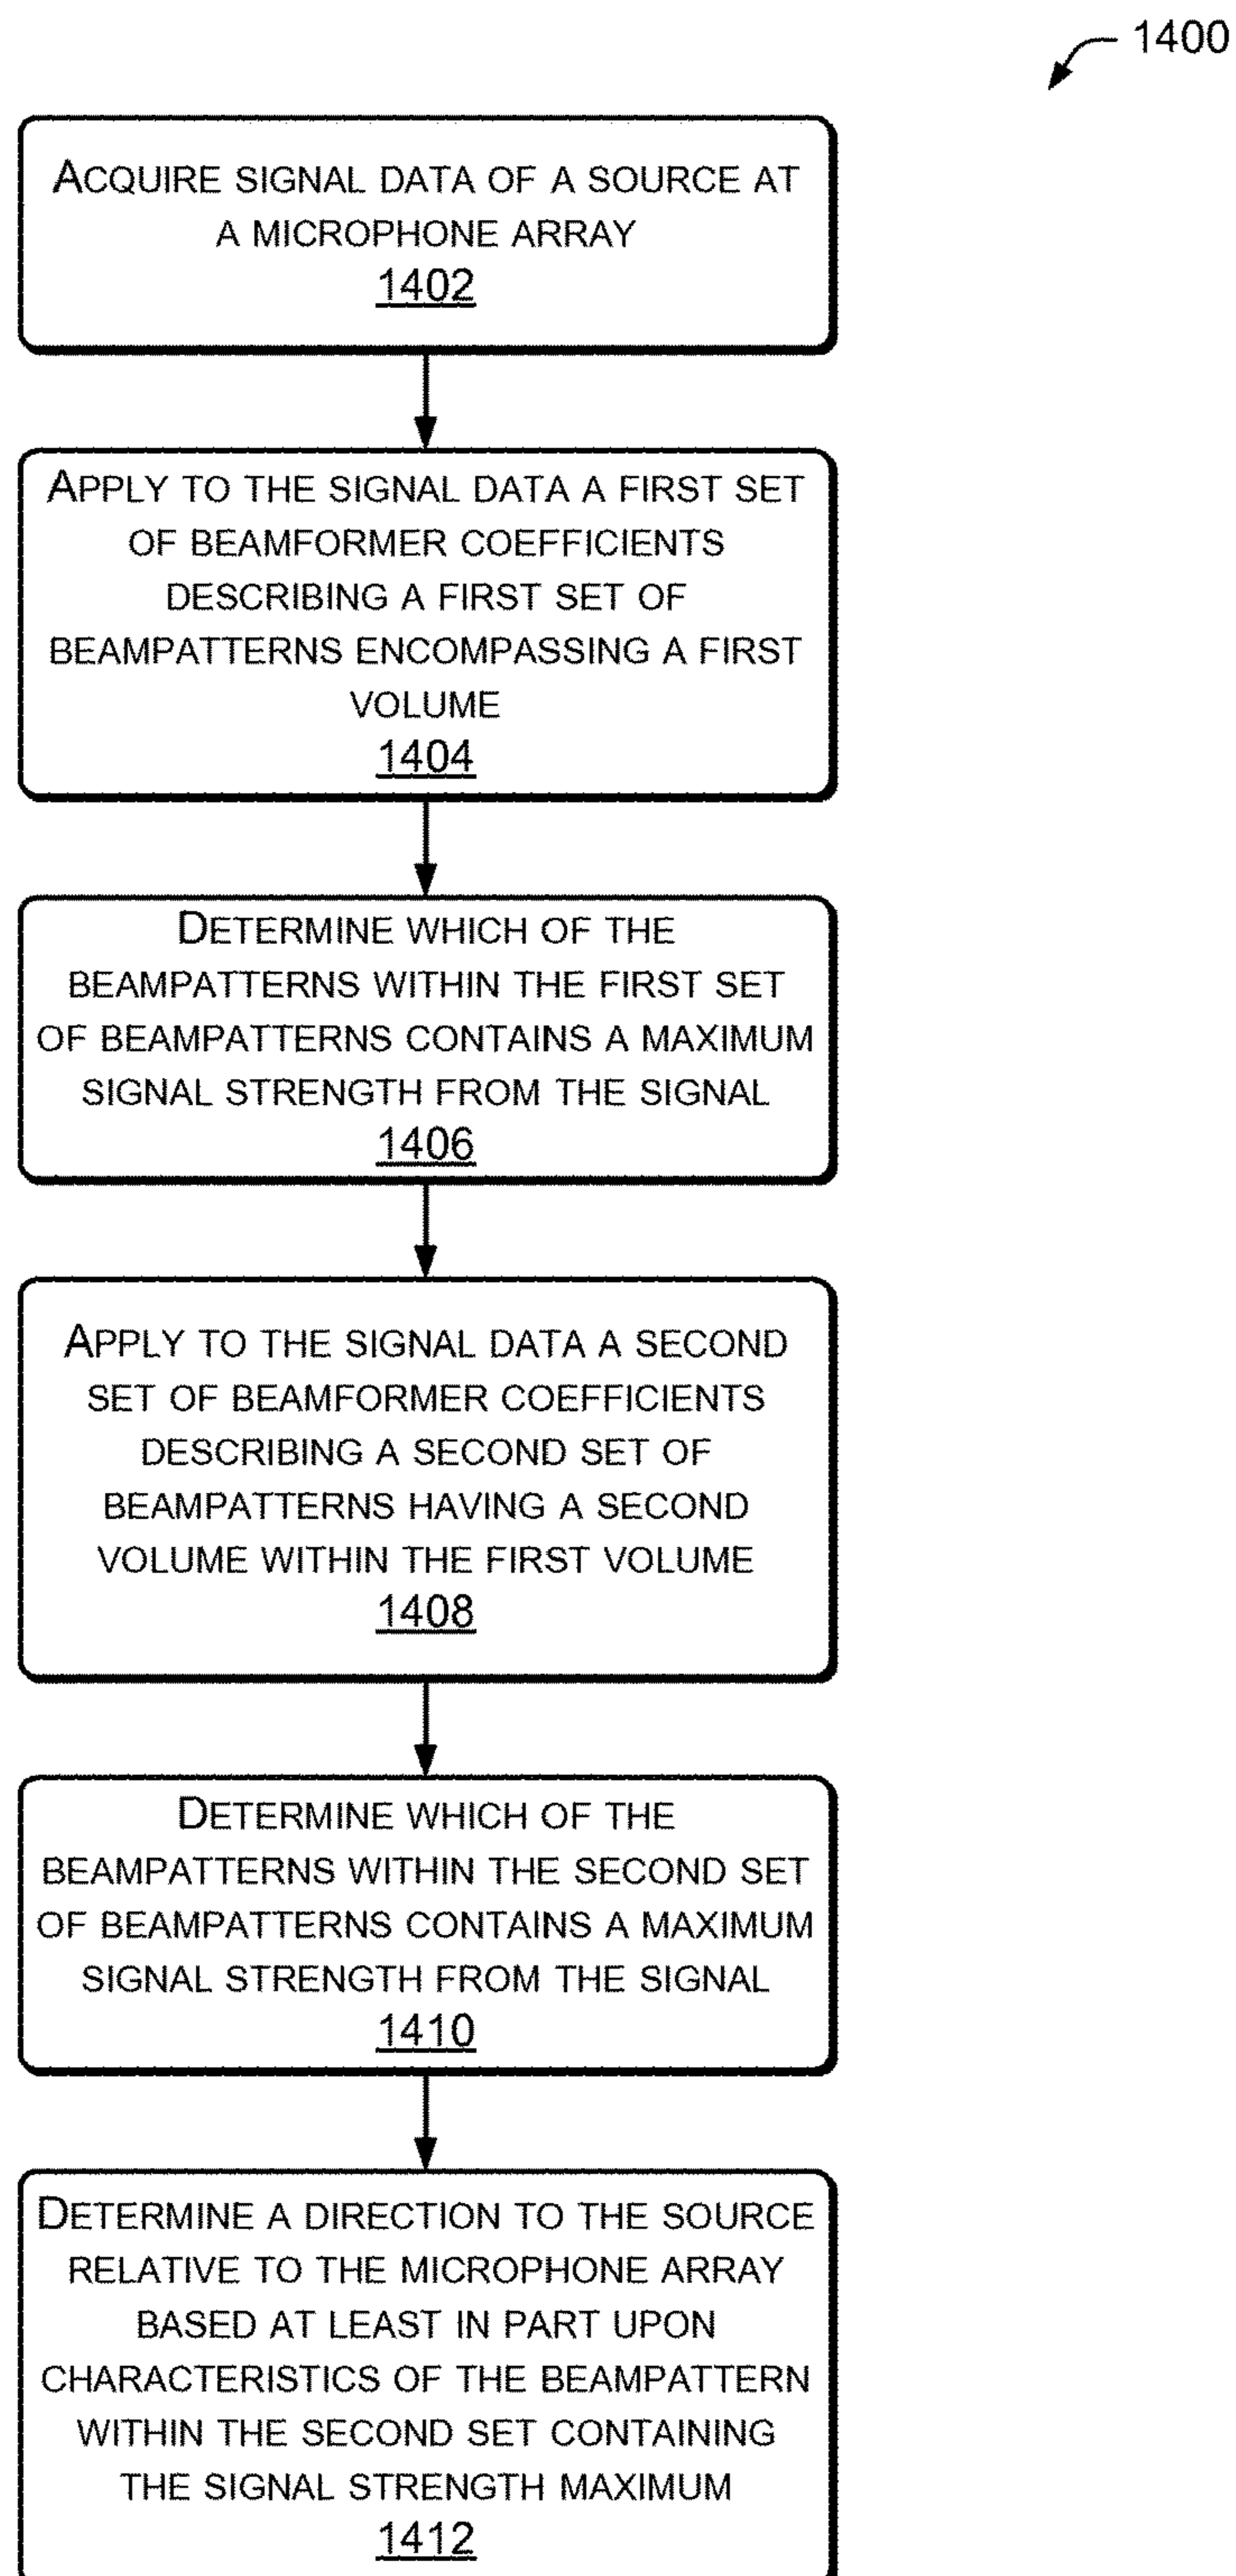 1400
ACQUIRE SIGNAL DATA OF A SOURCE AT
A MICROPHONE ARRAY
1402
APPLY TO THE SIGNAL DATA A FIRST SET
OF BEAMFORMER COEFFICIENTS
DESCRIBING A FIRST SET OF
BEAMPATTERNS ENCOMPASSING A FIRST
VOLUME
1404
DETERMINE WHICH OF THE
BEAMPATTERNS WITHIN THE FIRST SET
OF BEAMPATTERNS CONTAINS A MAXIMUM
SIGNAL STRENGTH FROM THE SIGNAL
1406
APPLY TO THE SIGNAL DATA A SECOND
SET OF BEAMFORMER COEFFICIENTS
DESCRIBING A SECOND SET OF
BEAMPATTERNS HAVING A SECOND
VOLUME WITHIN THE FIRST VOLUME
1408
DETERMINE WHICH OF THE
BEAMPATTERNS WITHIN THE SECOND SET
OF BEAMPATTERNS CONTAINS A MAXIMUM
SIGNAL STRENGTH FROM THE SIGNAL
1410
DETERMINE A DIRECTION TO THE SOURCE
RELATIVE TO THE MICROPHONE ARRAY
BASED AT LEAST IN PART UPON
CHARACTERISTICS OF THE BEAMPATTERN
WITHIN THE SECOND SET CONTAINING
THE SIGNAL STRENGTH MAXIMUM
1412